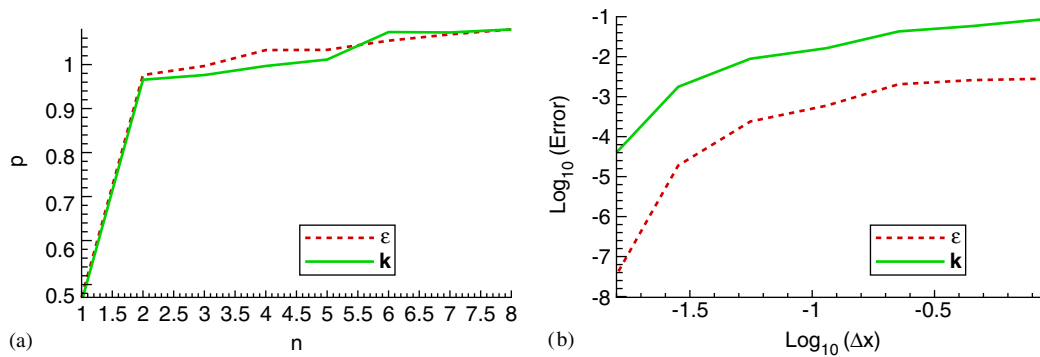 p
1
0.9
0.8
0.7
0.6
0.5
1 1.5 2 2.5 3 3.5 4 4.5 5 5.5 6 6.5 7 7.5 8
n
ε
k
(a)
Log10 (Error)
-1
-2
-3
-4
-5
-6
-7
-8
-1.5 -1 -0.5
Log10 (Δx)
ε
k
(b)